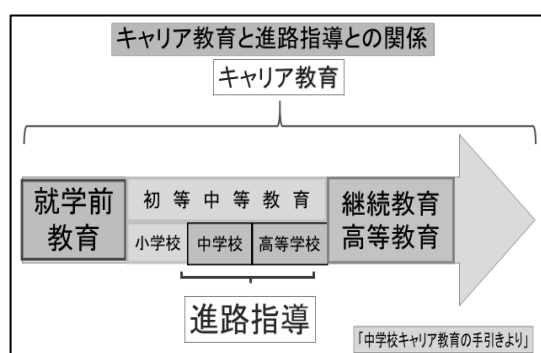 キャリア教育と進路指導との関係
キャリア教育
就学前
教育
初等中等教育
小学校
中学校
高等学校
継続教育
高等教育
進路指導
「中学校キャリア教育の手引きより」